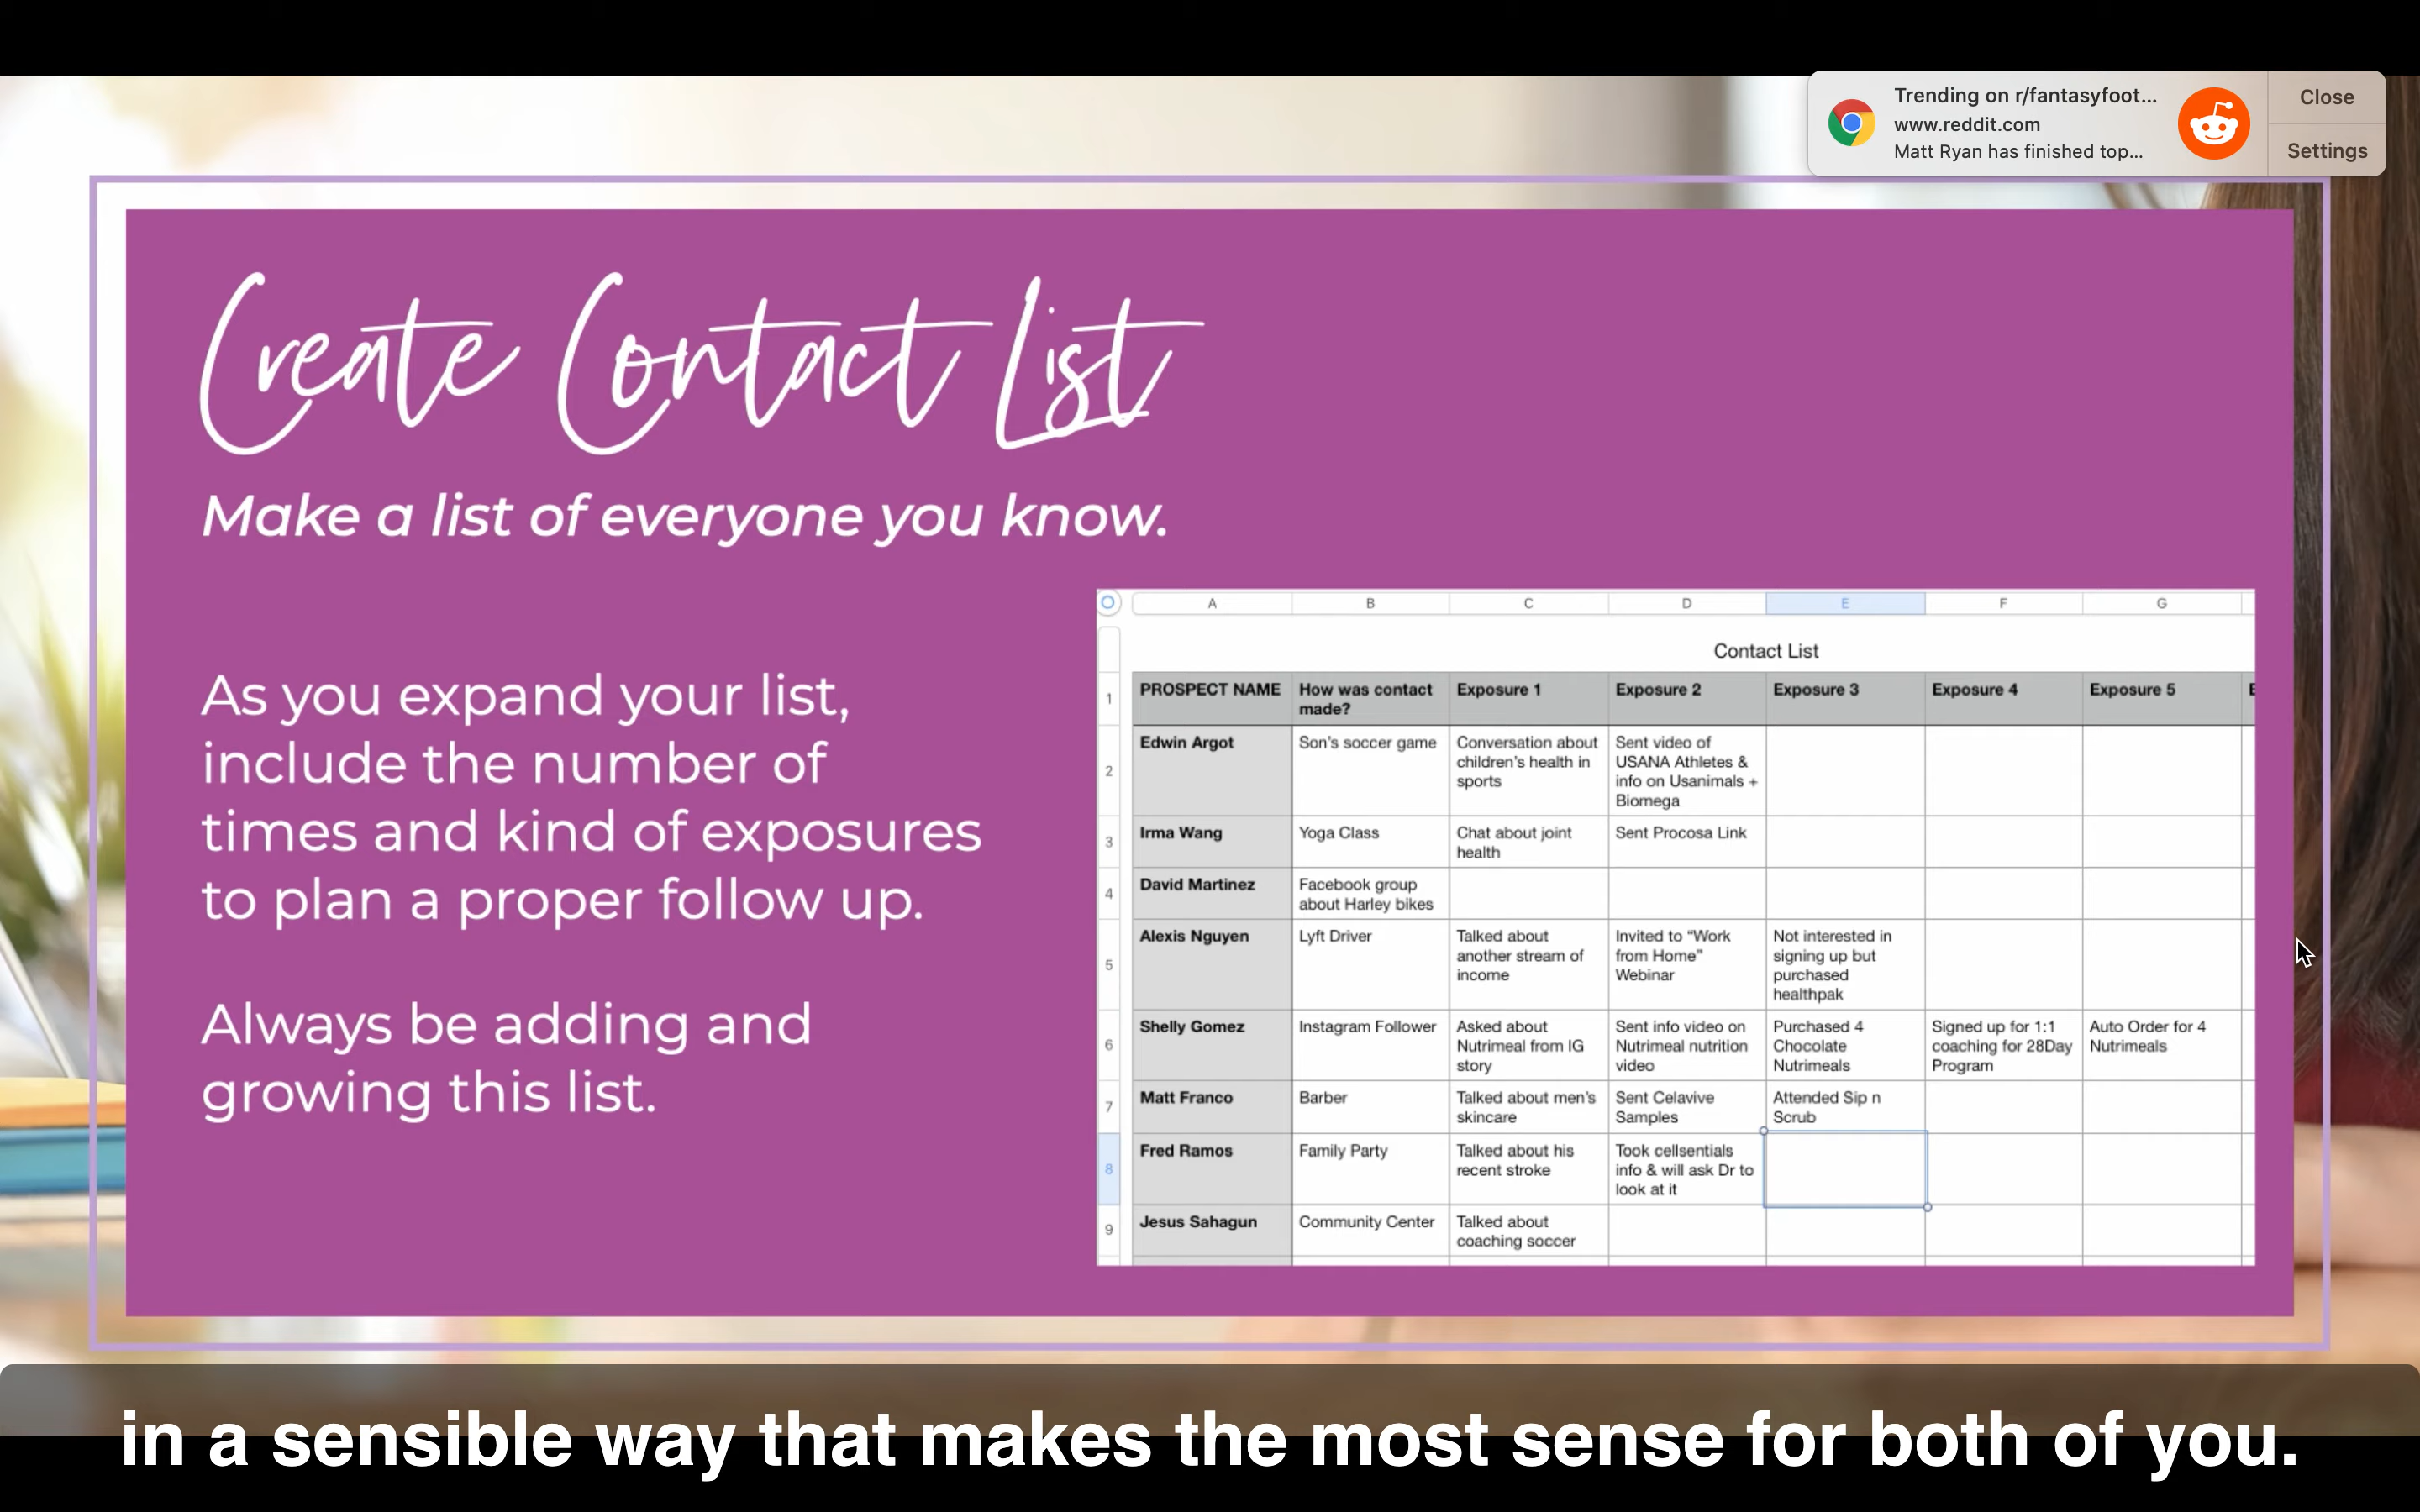 Trending on r/fantasyfoot...
www.reddit.com
Matt Ryan has finished top...
Close
Settings
Create Contact List
Make a list of everyone you know.
As you expand your list,
include the number of
times and kind of exposures
to plan a proper follow up.
Always be adding and
growing this list.
A B C D E F G
Contact List
1 PROSPECT NAME How was contact made? Exposure 1 Exposure 2 Exposure 3 Exposure 4 Exposure 5 E
2 Edwin Argot Son's soccer game Conversation about children's health in sports Sent video of USANA Athletes & info on Usanimals + Biomega
3 Irma Wang Yoga Class Chat about joint health Sent Procosa Link
4 David Martinez Facebook group about Harley bikes
5 Alexis Nguyen Lyft Driver Talked about another stream of income Invited to “Work from Home” Webinar Not interested in signing up but purchased healthpak
6 Shelly Gomez Instagram Follower Asked about Nutrimeal from IG story Sent info video on Nutrimeal nutrition video Purchased 4 Chocolate Nutrimeals Signed up for 1:1 coaching for 28Day Program Auto Order for 4 Nutrimeals
7 Matt Franco Barber Talked about men's skincare Sent Celavive Samples Attended Sip n Scrub
8 Fred Ramos Family Party Talked about his recent stroke Took cellsentials info & will ask Dr to look at it
9 Jesus Sahagun Community Center Talked about coaching soccer
in a sensible way that makes the most sense for both of you.